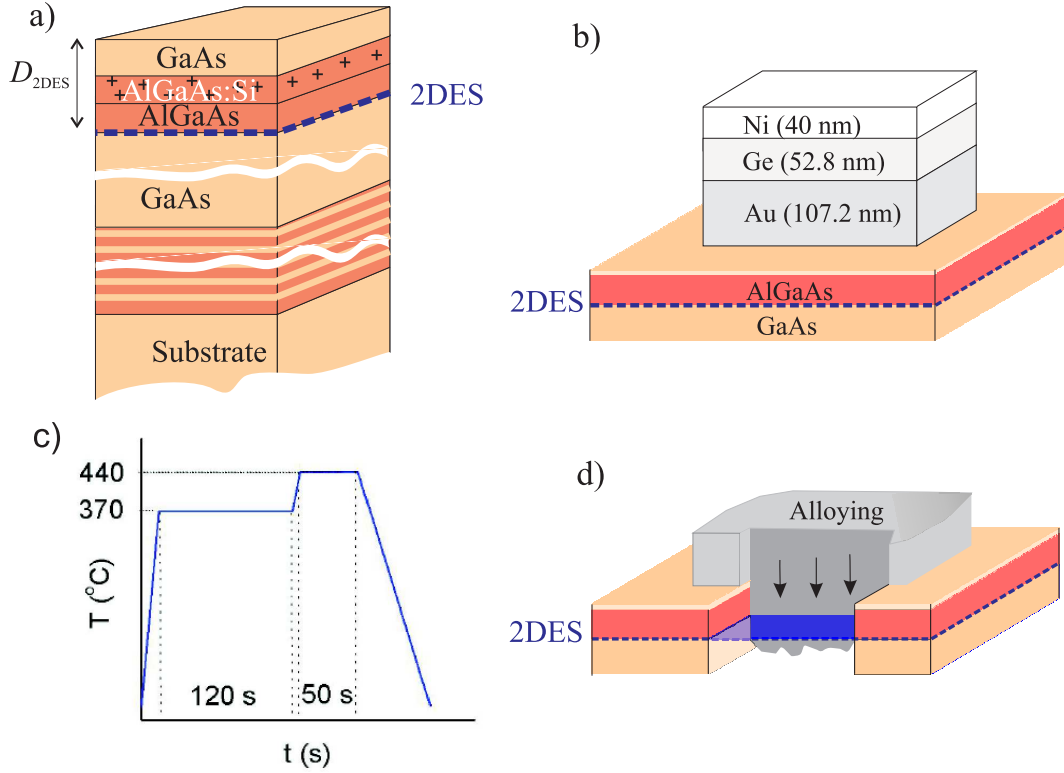 a)
D2DES
GaAs
AlGaAs:Si
AlGaAs
2DES
GaAs
Substrate
b)
Ni (40 nm)
Ge (52.8 nm)
Au (107.2 nm)
2DES
AlGaAs
GaAs
c)
440
370
T (°C)
120 s
50 s
t (s)
d)
Alloying
2DES